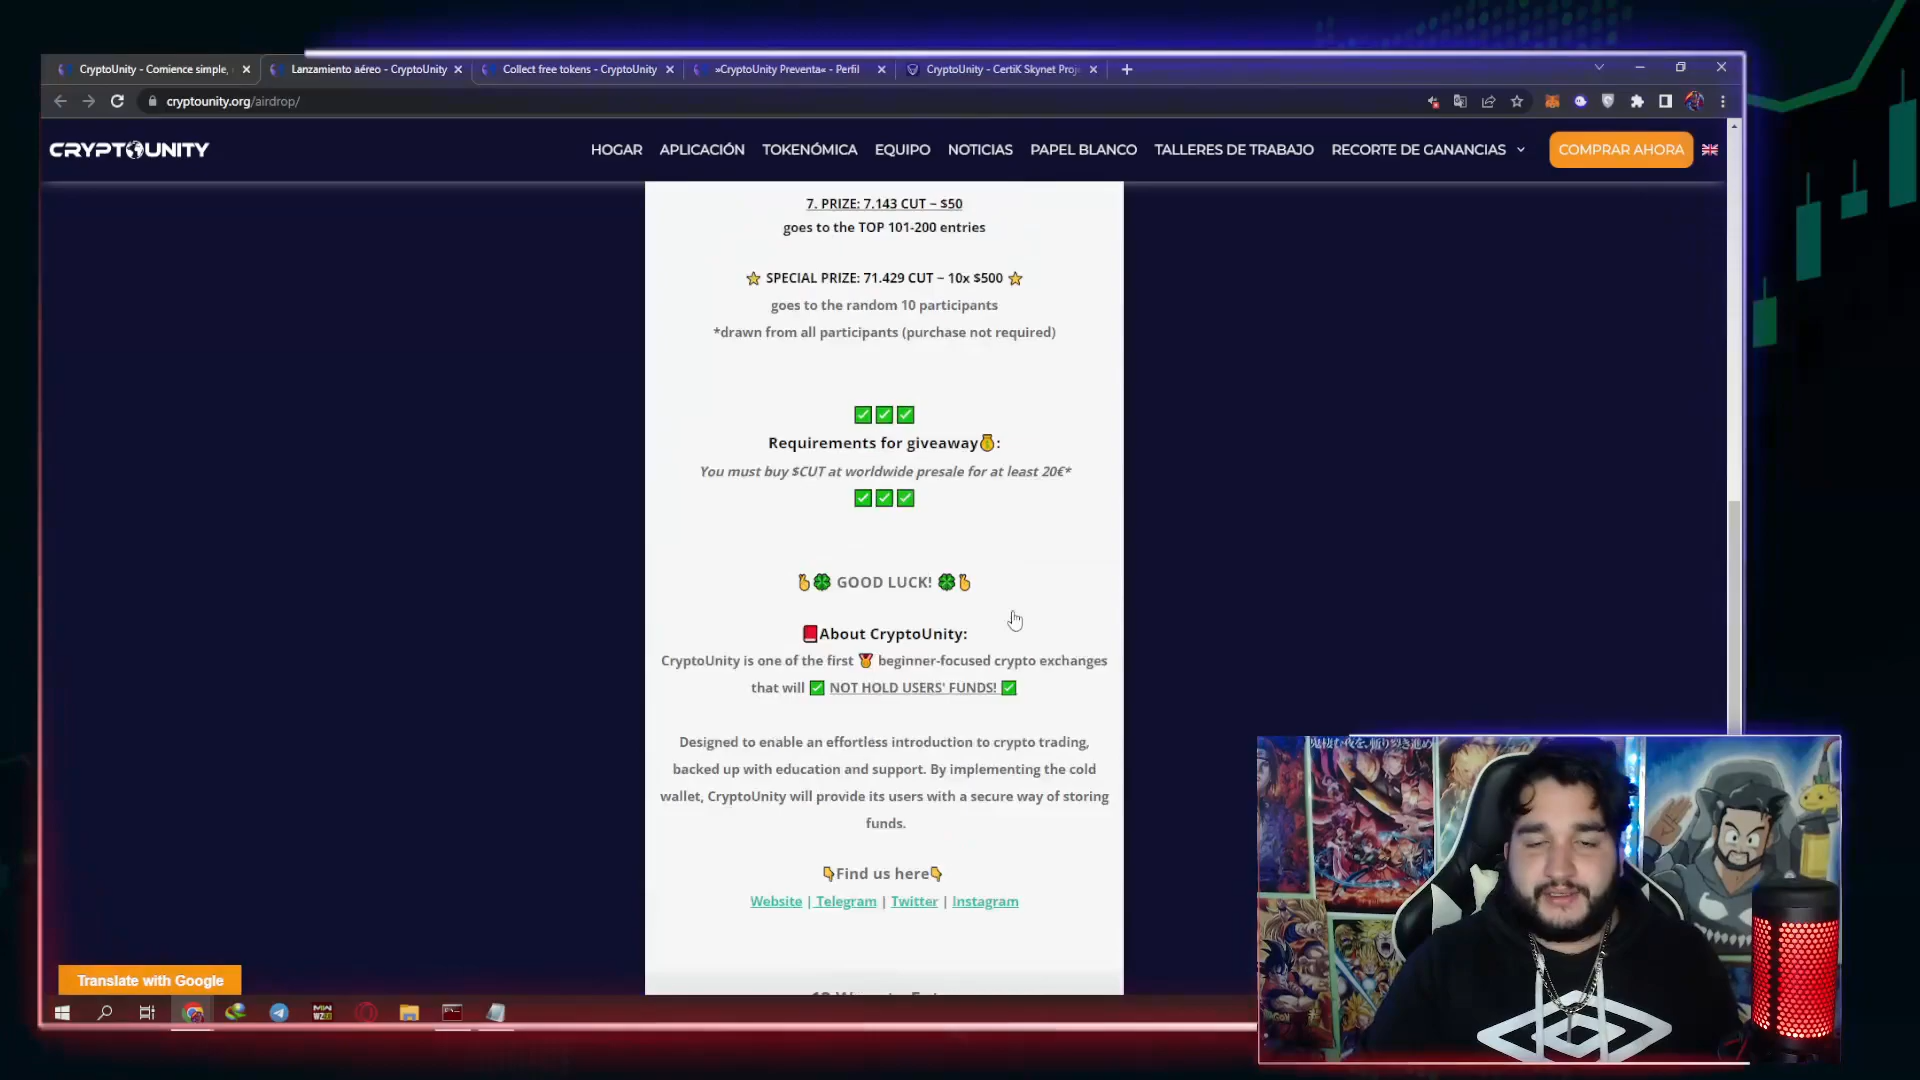 CryptoUnity - Comience simple,
Lanzamiento aéreo - CryptoUnity
Collect free tokens - CryptoUnity
»CryptoUnity Preventa« - Perfil
CryptoUnity - CertiK Skynet Proj
cryptounity.org/airdrop/
CRYPTOUNITY
HOGAR
APLICACIÓN
TOKENÓMICA
EQUIPO
NOTICIAS
PAPEL BLANCO
TALLERES DE TRABAJO
RECORTE DE GANANCIAS
COMPRAR AHORA
7. PRIZE: 7.143 CUT – $50
goes to the TOP 101-200 entries
⭐ SPECIAL PRIZE: 71.429 CUT – 10x $500 ⭐
goes to the random 10 participants
*drawn from all participants (purchase not required)
✅✅✅
Requirements for giveaway💰:
You must buy $CUT at worldwide presale for at least 20€*
✅✅✅
🤞🍀 GOOD LUCK! 🍀🤞
📕About CryptoUnity:
CryptoUnity is one of the first 🏅 beginner-focused crypto exchanges
that will ✅ NOT HOLD USERS' FUNDS! ✅
Designed to enable an effortless introduction to crypto trading,
backed up with education and support. By implementing the cold
wallet, CryptoUnity will provide its users with a secure way of storing
funds.
👇Find us here👇
Website | Telegram | Twitter | Instagram
Translate with Google